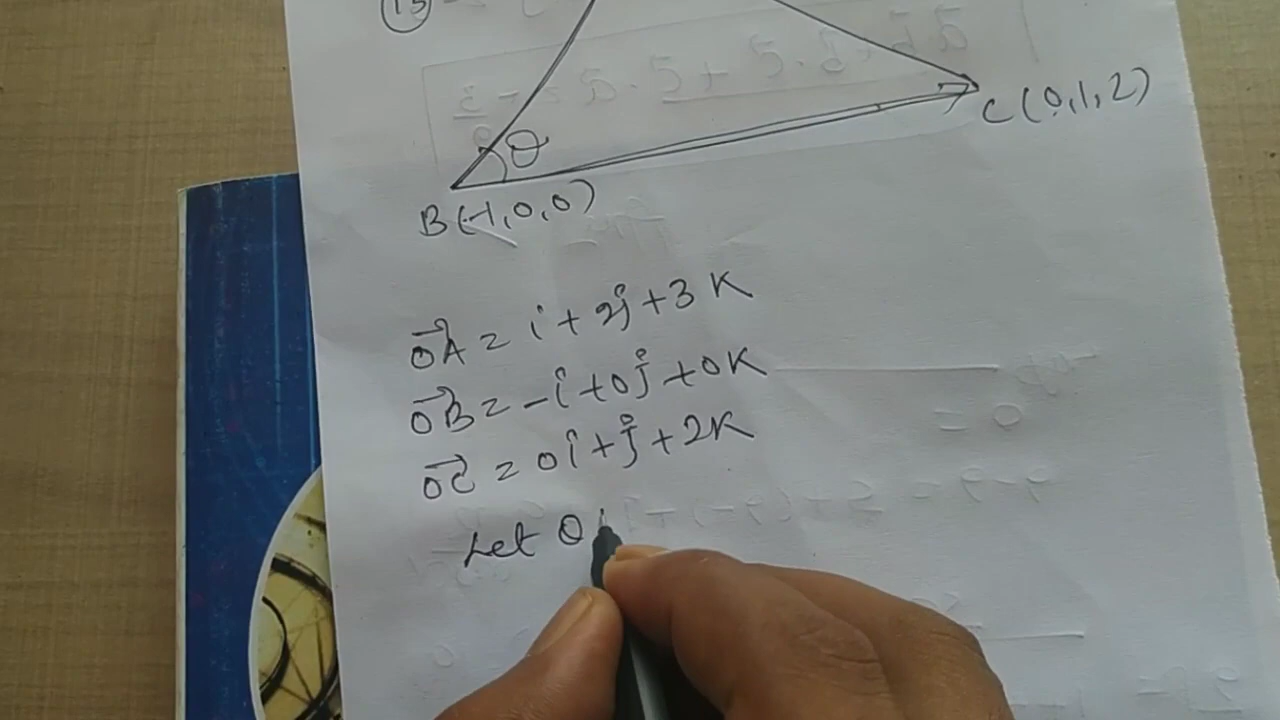 15
C(0,1,2)
θ
B(-1,0,0)
OA = i + 2j + 3K
OB = -i + 0j + 0K
OC = 0i + j + 2K
Let θ